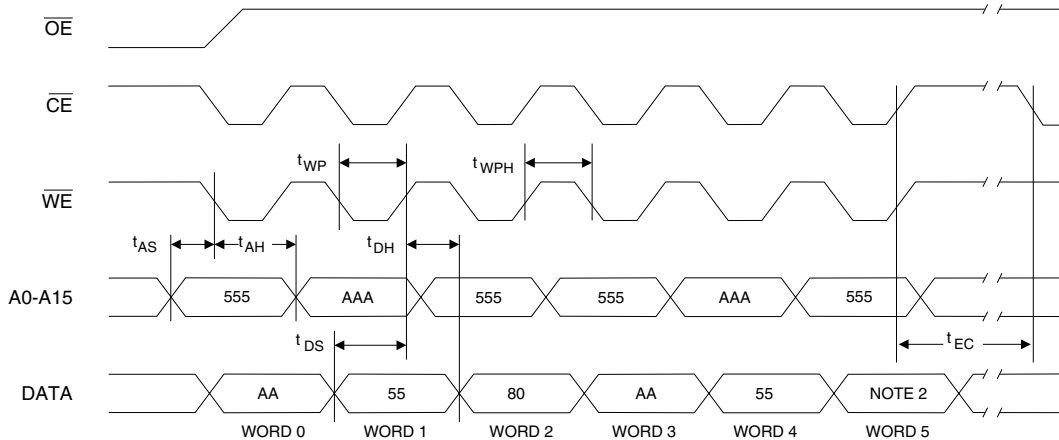 OE
CE
tWP
tWPH
WE
tAS
tAH
tDH
A0-A15
555
AAA
555
555
AAA
555
tDS
tEC
DATA
AA
55
80
AA
55
NOTE 2
WORD 0
WORD 1
WORD 2
WORD 3
WORD 4
WORD 5